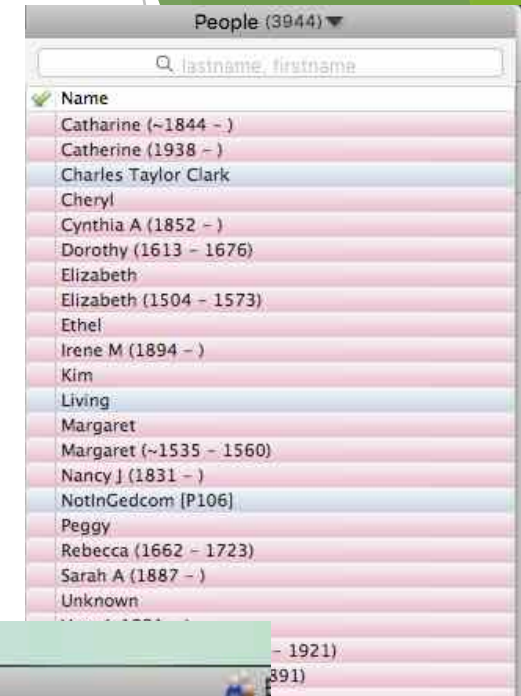 People (3944)▼
lastname, firstname
Name
Catharine (~1844 - )
Catherine (1938 - )
Charles Taylor Clark
Cheryl
Cynthia A (1852 - )
Dorothy (1613 - 1676)
Elizabeth
Elizabeth (1504 - 1573)
Ethel
Irene M (1894 - )
Kim
Living
Margaret
Margaret (~1535 - 1560)
Nancy J (1831 - )
NotInGedcom [P106]
Peggy
Rebecca (1662 - 1723)
Sarah A (1887 - )
Unknown
- 1921)
891)